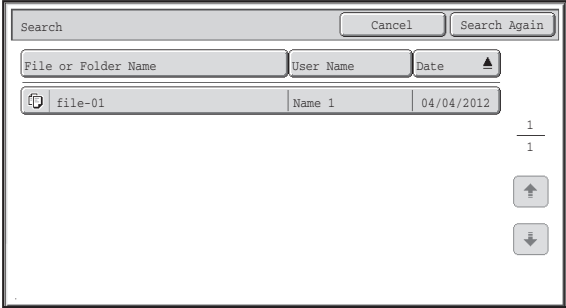 Search Cancel Search Again
File or Folder Name User Name Date
file-01 Name 1 04/04/2012
1
1